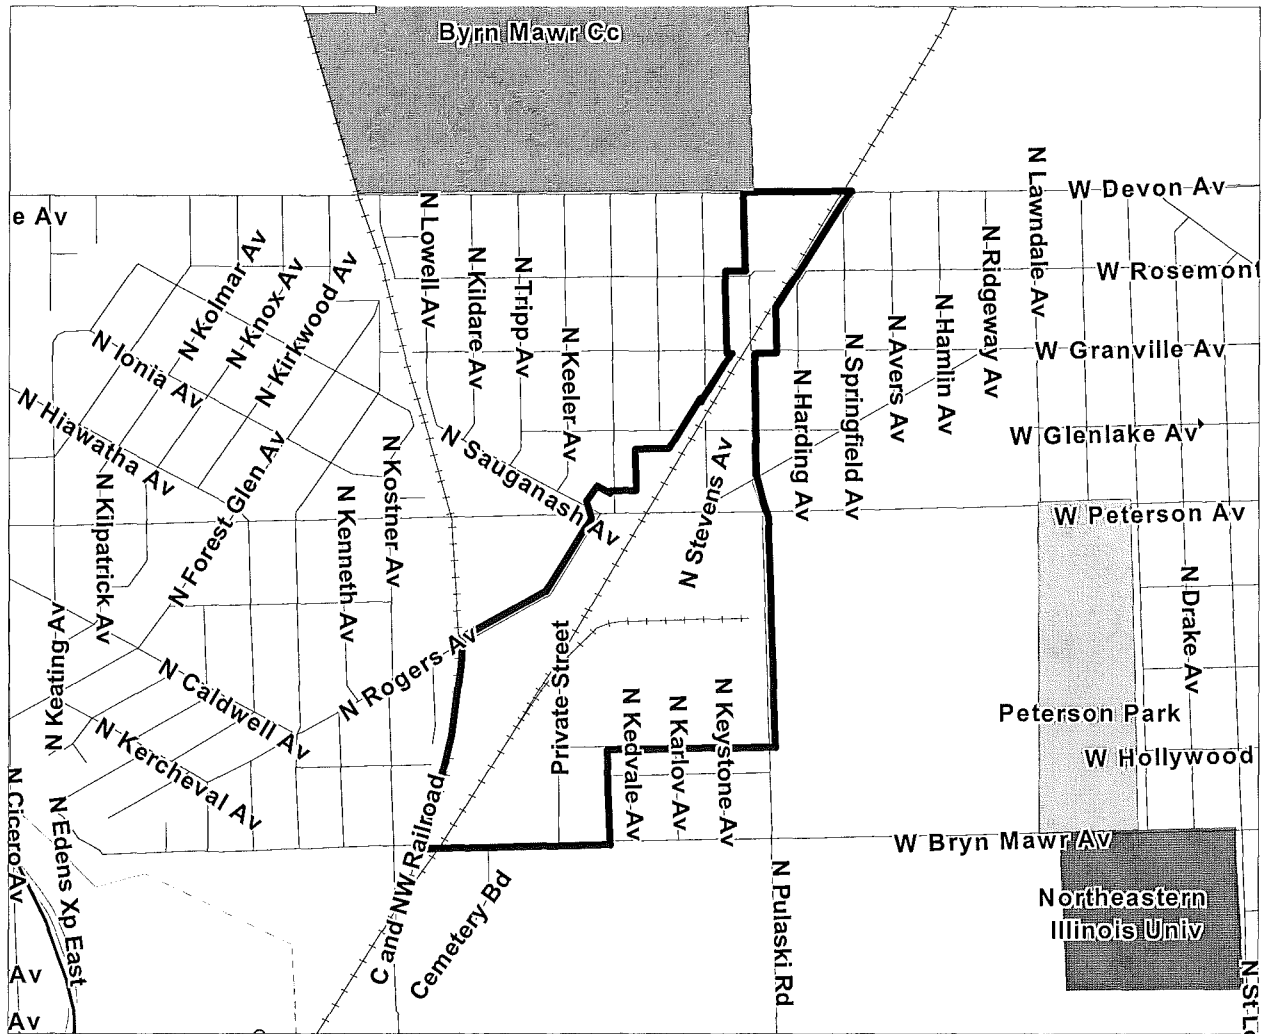 Byrn Mawr Cc
W Devon Av
e Av
N Lowell Av
N Kildare Av
N Tripp Av
N Keeler Av
N Lawndale Av
N Ridgeway Av
W Rosemont
N Kolmar Av
N Knox Av
N Kirkwood Av
N Ionia Av
N Hiawatha Av
N Hamlin Av
N Avers Av
N Springfield Av
N Harding Av
W Granville Av
W Glenlake Av
N Sauganash Av
N Forest Glen Av
N Kostner Av
N Kenneth Av
N Kilpatrick Av
N Stevens Av
W Peterson Av
N Drake Av
N Keating Av
N Caldwell Av
N Rogers Av
N Kercheval Av
Private Street
N Kedvale Av
N Karlov Av
N Keystone Av
Peterson Park
W Hollywood
W Bryn Mawr Av
N Cicero Av
N Edens Xp East
C and NW Railroad
Cemetery Bd
N Pulaski Rd
Northeastern
Illinois Univ
Av
Av
N St L